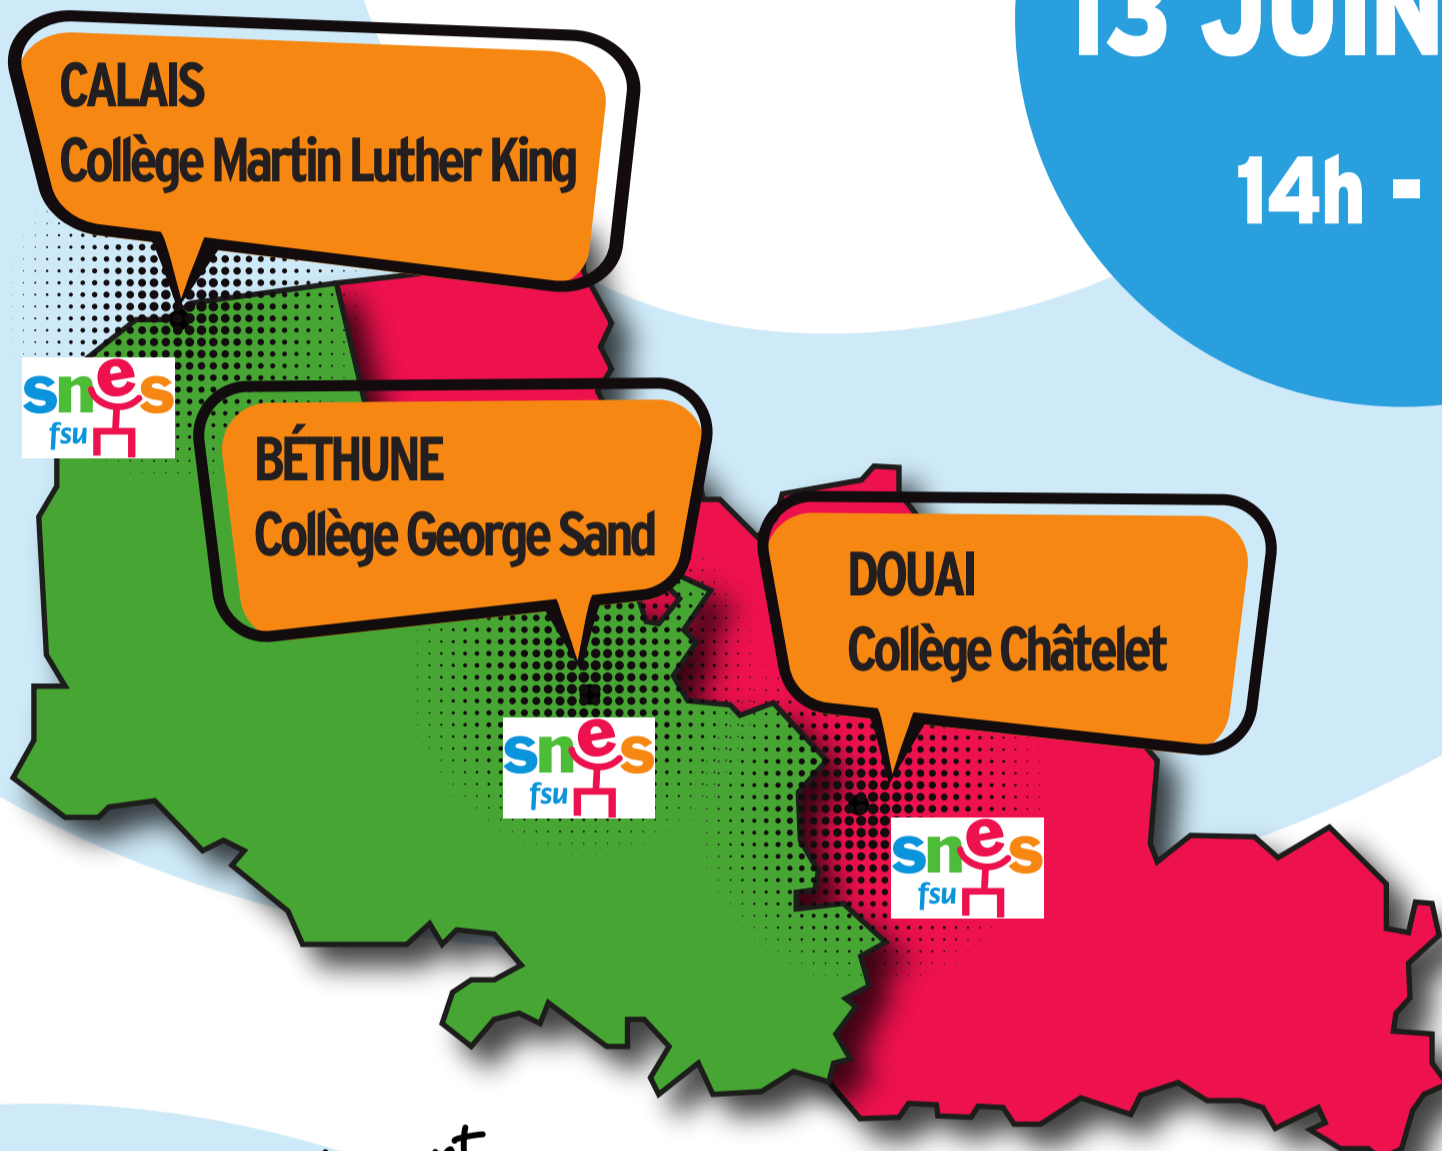 13 JUIN
14h -
CALAIS
Collège Martin Luther King
snes
fsu
BÉTHUNE
Collège George Sand
snes
fsu
DOUAI
Collège Châtelet
snes
fsu